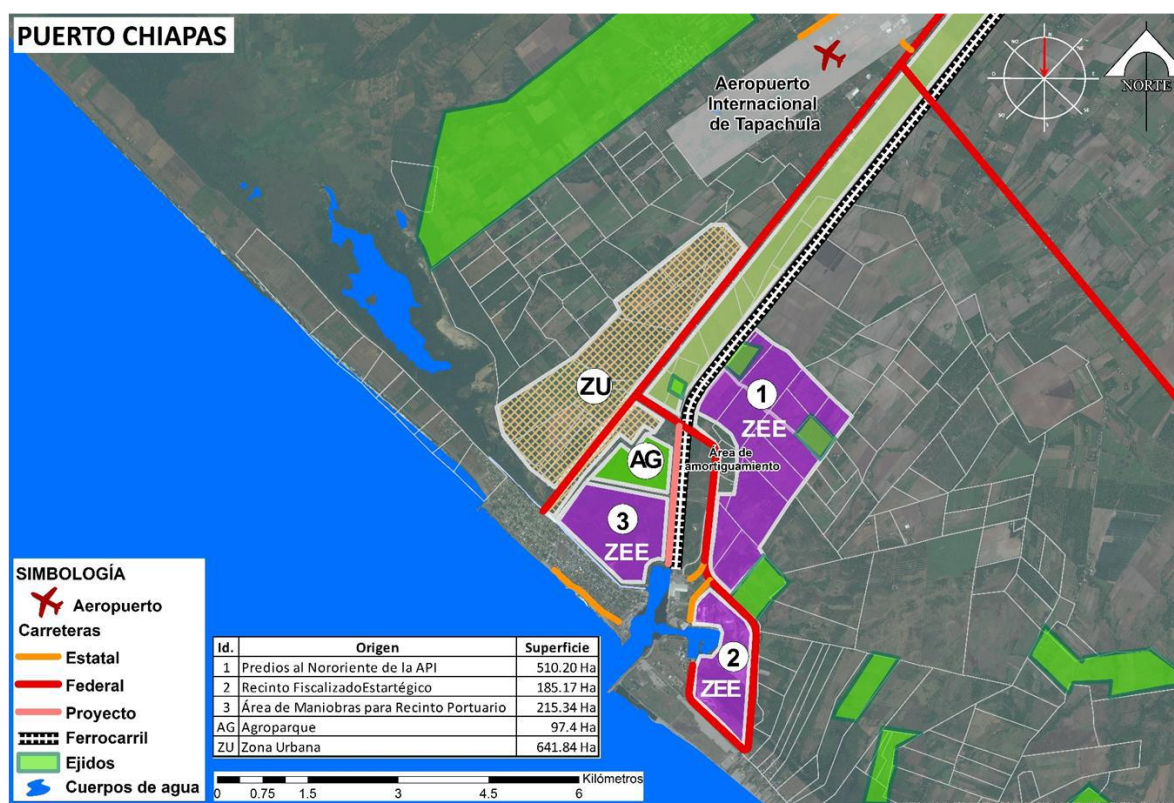 PUERTO CHIAPAS
Aeropuerto
Internacional
de Tapachula
NORTE
ZU
1
ZEE
AG
Área de
amortiguamiento
3
ZEE
2
ZEE
SIMBOLOGÍA
Aeropuerto
Carreteras
Estatal
Federal
Proyecto
Ferrocarril
Ejidos
Cuerpos de agua
Id. Origen Superficie
1 Predios al Nororiente de la API 510.20 Ha
2 Recinto FiscalizadoEstartégico 185.17 Ha
3 Área de Maniobras para Recinto Portuario 215.34 Ha
AG Agroparque 97.4 Ha
ZU Zona Urbana 641.84 Ha
Kilómetros
0 0.75 1.5 3 4.5 6